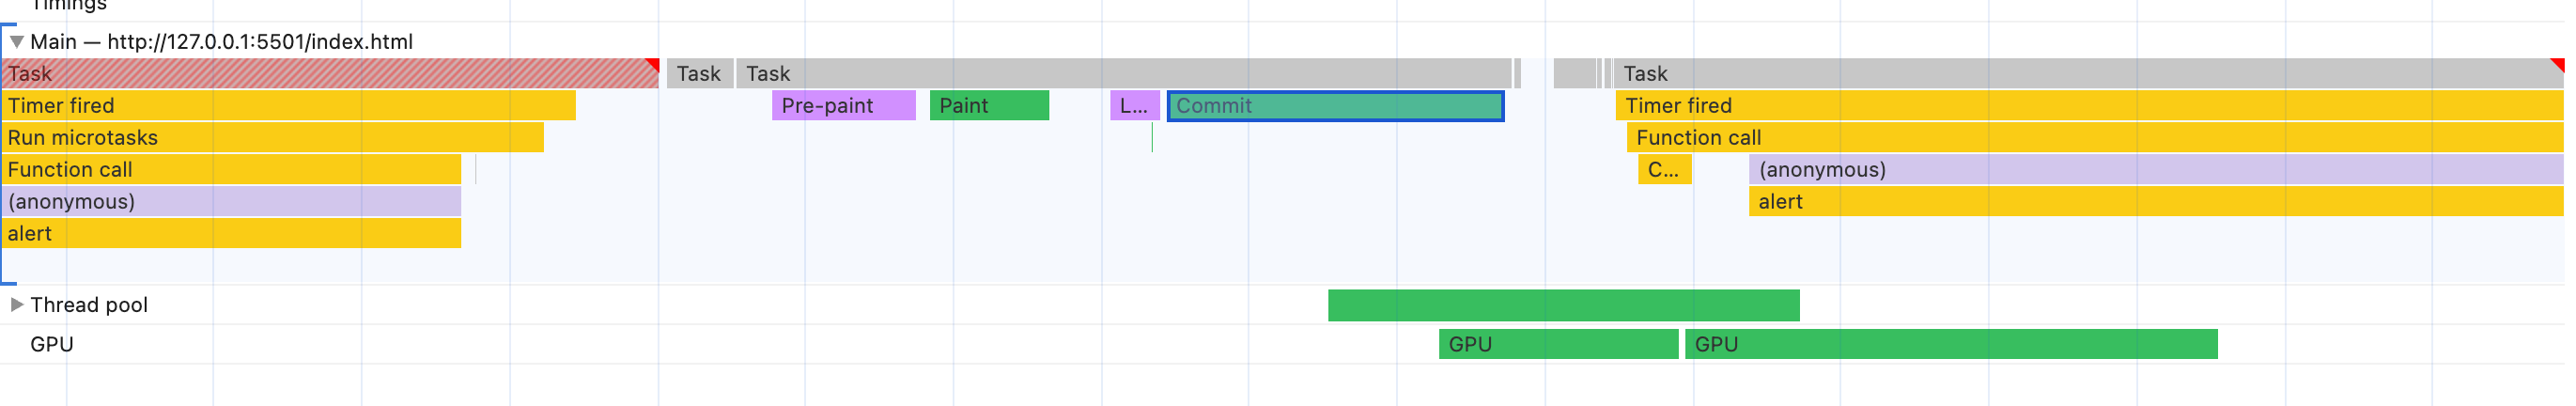 Timings
Main — http://127.0.0.1:5501/index.html
Task Task Task Task
Timer fired Pre-paint Paint L... Commit Timer fired
Run microtasks Function call
Function call C... (anonymous)
(anonymous) alert
alert
Thread pool
GPU GPU GPU